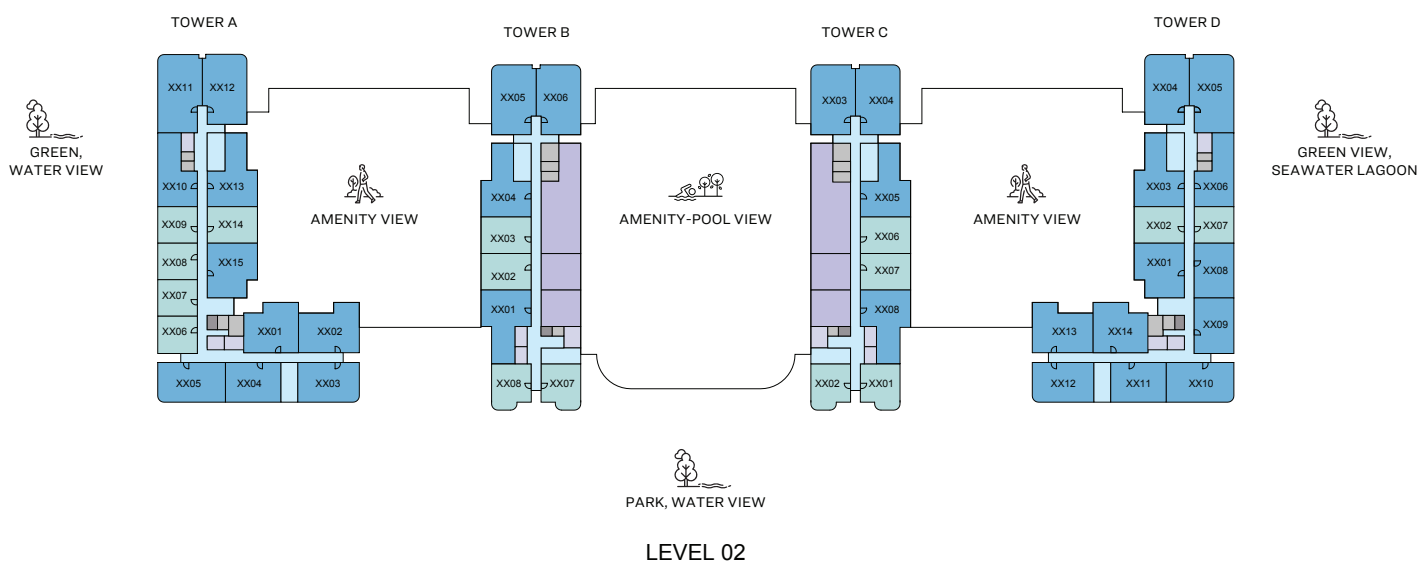 TOWER A
TOWER B
TOWER C
TOWER D
XX11 XX12
XX10 XX13
XX09 XX14
XX08
XX15
XX07
XX06
XX01 XX02
XX05 XX04 XX03
XX05 XX06
XX04
XX03
XX02
XX01
XX08 XX07
XX03 XX04
XX05
XX06
XX07
XX08
XX02 XX01
XX04 XX05
XX03 XX06
XX02 XX07
XX01 XX08
XX09
XX13 XX14
XX12 XX11 XX10
GREEN,
WATER VIEW
AMENITY VIEW
AMENITY-POOL VIEW
AMENITY VIEW
GREEN VIEW,
SEAWATER LAGOON
PARK, WATER VIEW
LEVEL 02